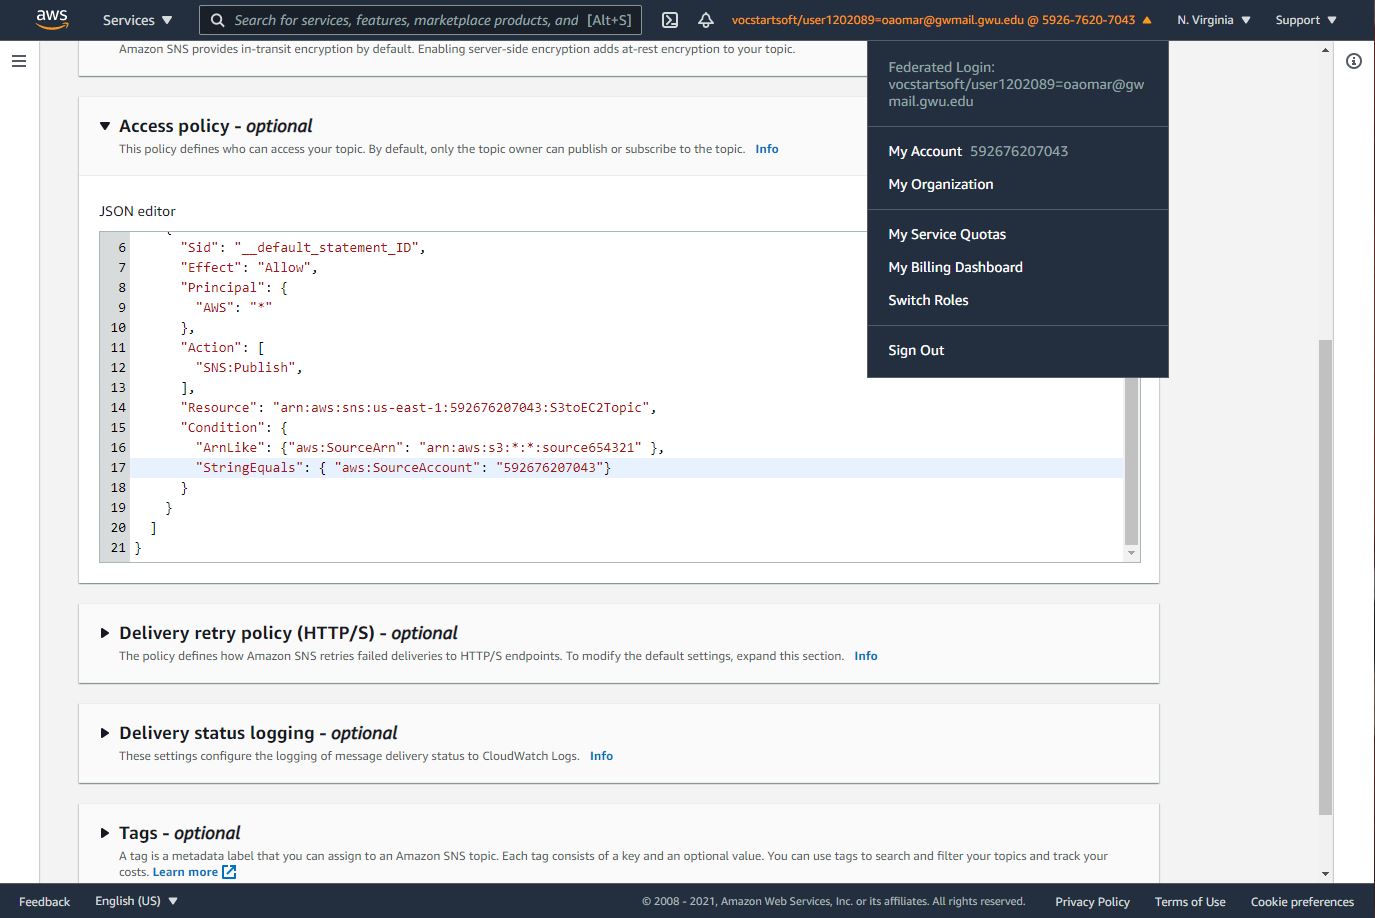 aws
Services
Search for services, features, marketplace products, and [Alt+S]
vocstartsoft/user1202089=oaomar@gwmail.gwu.edu @ 5926-7620-7043
N. Virginia
Support
Amazon SNS provides in-transit encryption by default. Enabling server-side encryption adds at-rest encryption to your topic.
Federated Login:
vocstartsoft/user1202089=oaomar@gw
mail.gwu.edu
My Account 592676207043
My Organization
My Service Quotas
My Billing Dashboard
Switch Roles
Sign Out
Access policy - optional
This policy defines who can access your topic. By default, only the topic owner can publish or subscribe to the topic. Info
JSON editor
6 "Sid": "__default_statement_ID",
7 "Effect": "Allow",
8 "Principal": {
9 "AWS": "*"
10 },
11 "Action": [
12 "SNS:Publish",
13 ],
14 "Resource": "arn:aws:sns:us-east-1:592676207043:S3toEC2Topic",
15 "Condition": {
16 "ArnLike": {"aws:SourceArn": "arn:aws:s3:*:*:source654321" },
17 "StringEquals": { "aws:SourceAccount": "592676207043"}
18 }
19 }
20 ]
21 }
Delivery retry policy (HTTP/S) - optional
The policy defines how Amazon SNS retries failed deliveries to HTTP/S endpoints. To modify the default settings, expand this section. Info
Delivery status logging - optional
These settings configure the logging of message delivery status to CloudWatch Logs. Info
Tags - optional
A tag is a metadata label that you can assign to an Amazon SNS topic. Each tag consists of a key and an optional value. You can use tags to search and filter your topics and track your
costs. Learn more
Feedback
English (US)
© 2008 - 2021, Amazon Web Services, Inc. or its affiliates. All rights reserved.
Privacy Policy
Terms of Use
Cookie preferences